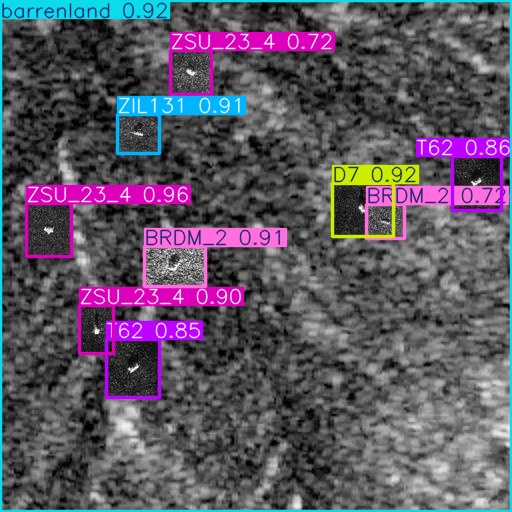 barrenland 0.92
ZSU_23_4 0.72
ZIL131 0.91
T62 0.86
D7 0.92
BRDM_2 0.72
ZSU_23_4 0.96
BRDM_2 0.91
ZSU_23_4 0.90
T62 0.85